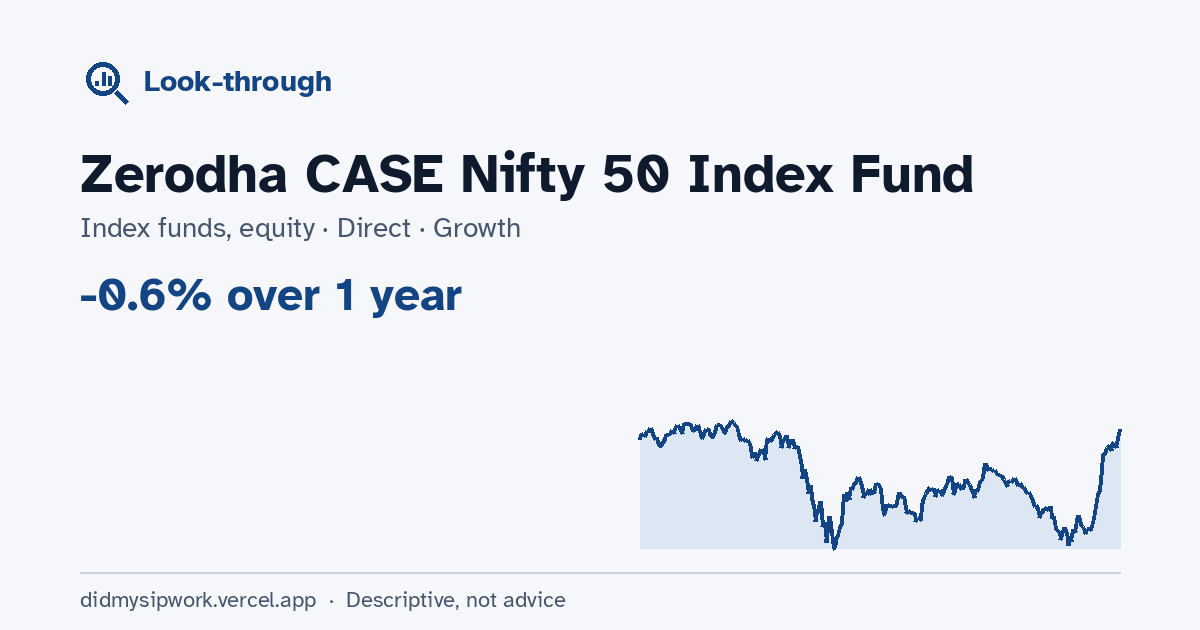 Look-through
Zerodha CASE Nifty 50 Index Fund
Index funds, equity · Direct · Growth
-0.6% over 1 year
didmysipwork.vercel.app · Descriptive, not advice